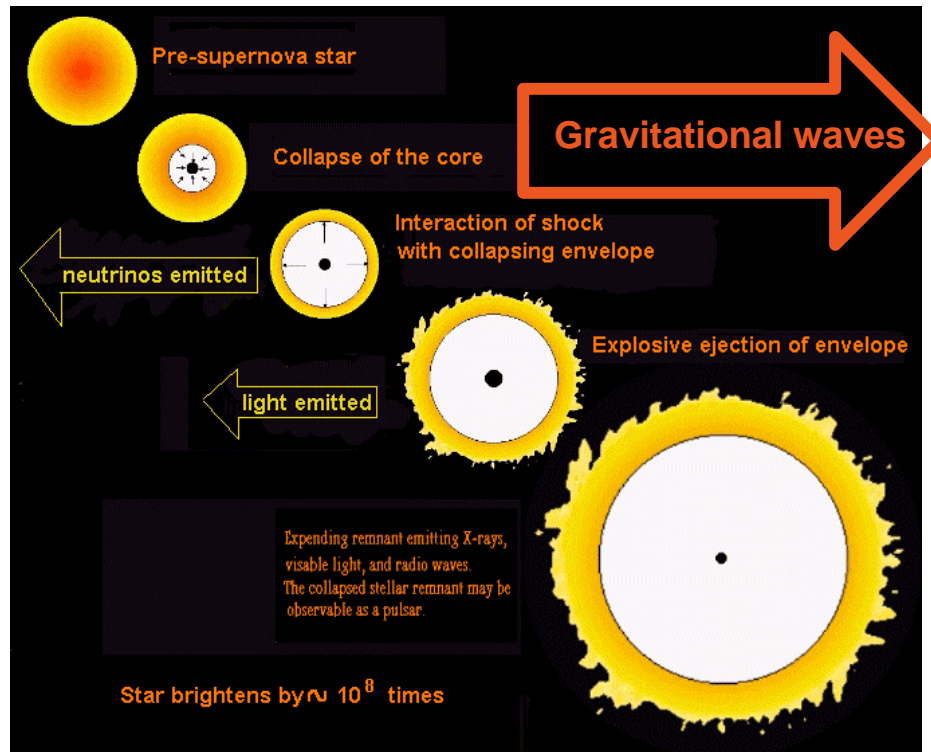 Pre-supernova star
Gravitational waves
Collapse of the core
Interaction of shock
with collapsing envelope
neutrinos emitted
Explosive ejection of envelope
light emitted
Expending remnant emitting X-rays,
visable light, and radio waves.
The collapsed stellar remnant may be
observable as a pulsar.
Star brightens by ~ 10⁸ times